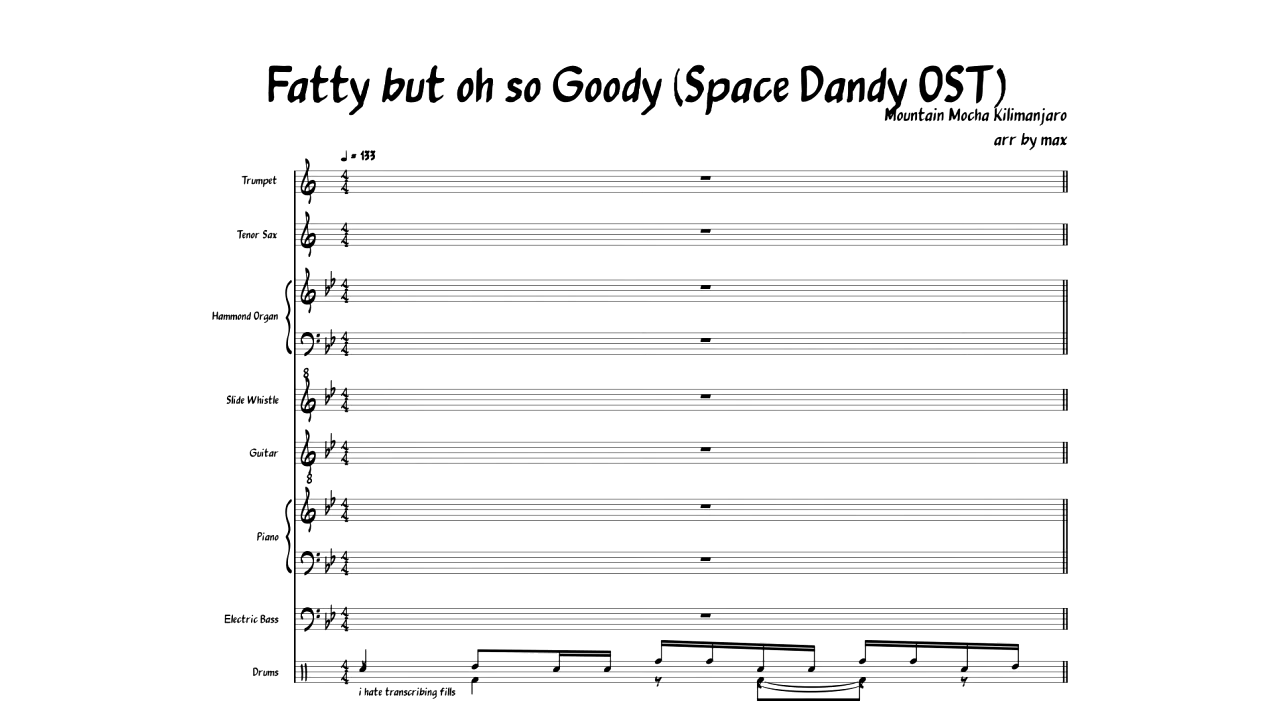 Fatty but oh so Goody (Space Dandy OST)
Mountain Mocha Kilimanjaro
arr by max
♩ = 133
Trumpet
Tenor Sax
Hammond Organ
Slide Whistle
Guitar
Piano
Electric Bass
Drums
i hate transcribing fills